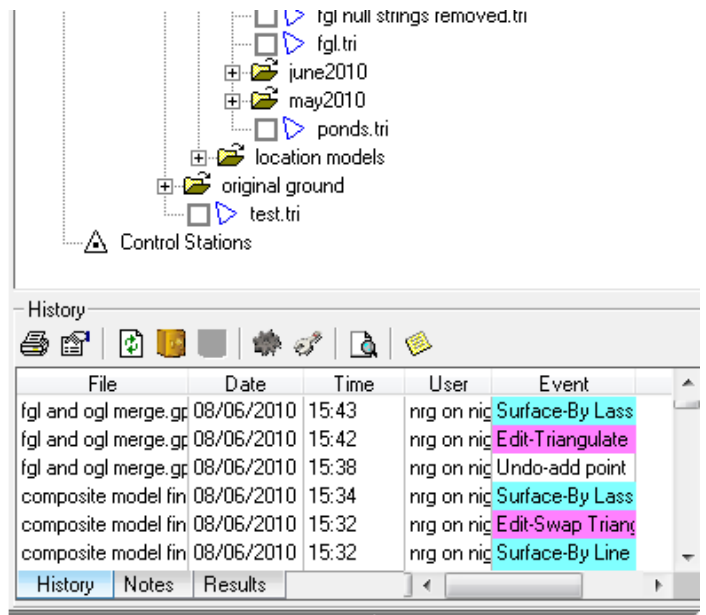 fgl null strings removed.tri
fgl.tri
june2010
may2010
ponds.tri
location models
original ground
test.tri
Control Stations
History
File Date Time User Event
fgl and ogl merge.gp 08/06/2010 15:43 nrg on nig Surface-By Lass
fgl and ogl merge.gp 08/06/2010 15:42 nrg on nig Edit-Triangulate
fgl and ogl merge.gp 08/06/2010 15:38 nrg on nig Undo-add point
composite model fin 08/06/2010 15:34 nrg on nig Surface-By Lass
composite model fin 08/06/2010 15:32 nrg on nig Edit-Swap Triang
composite model fin 08/06/2010 15:32 nrg on nig Surface-By Line
History Notes Results